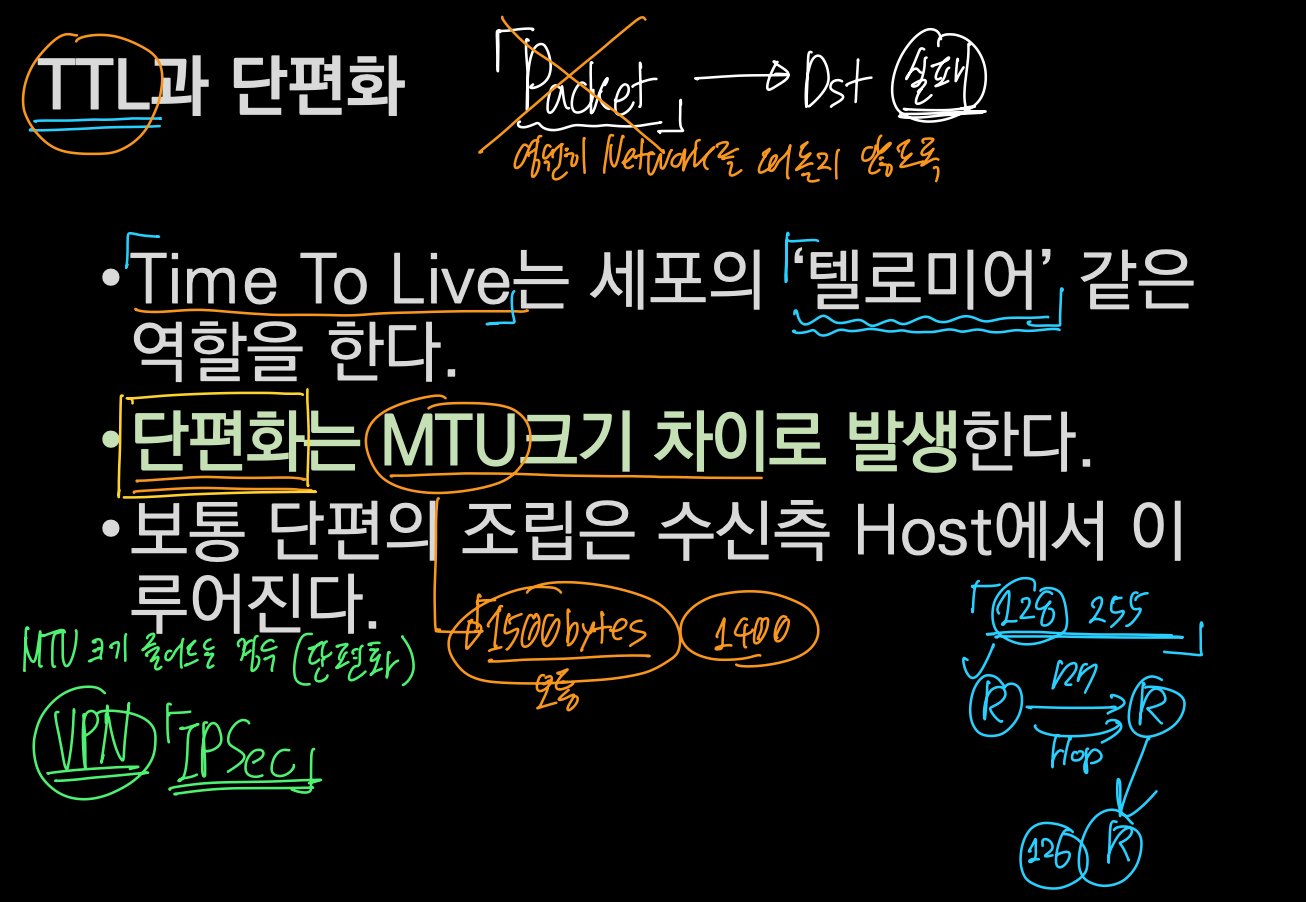 TTL과 단편화
「Packet」 → Dst 실패
영원히 Network를 떠돌지 않도록
•Time To Live는 세포의 ‘텔로미어’ 같은
역할을 한다.
•단편화는 MTU크기 차이로 발생한다.
•보통 단편의 조립은 수신측 Host에서 이
루어진다.
「1500bytes 1400
보통
MTU 크기 줄어드는 경우 (단편화)
VPN 「IPSec」
「128 255」
R → R
Hop
126 R